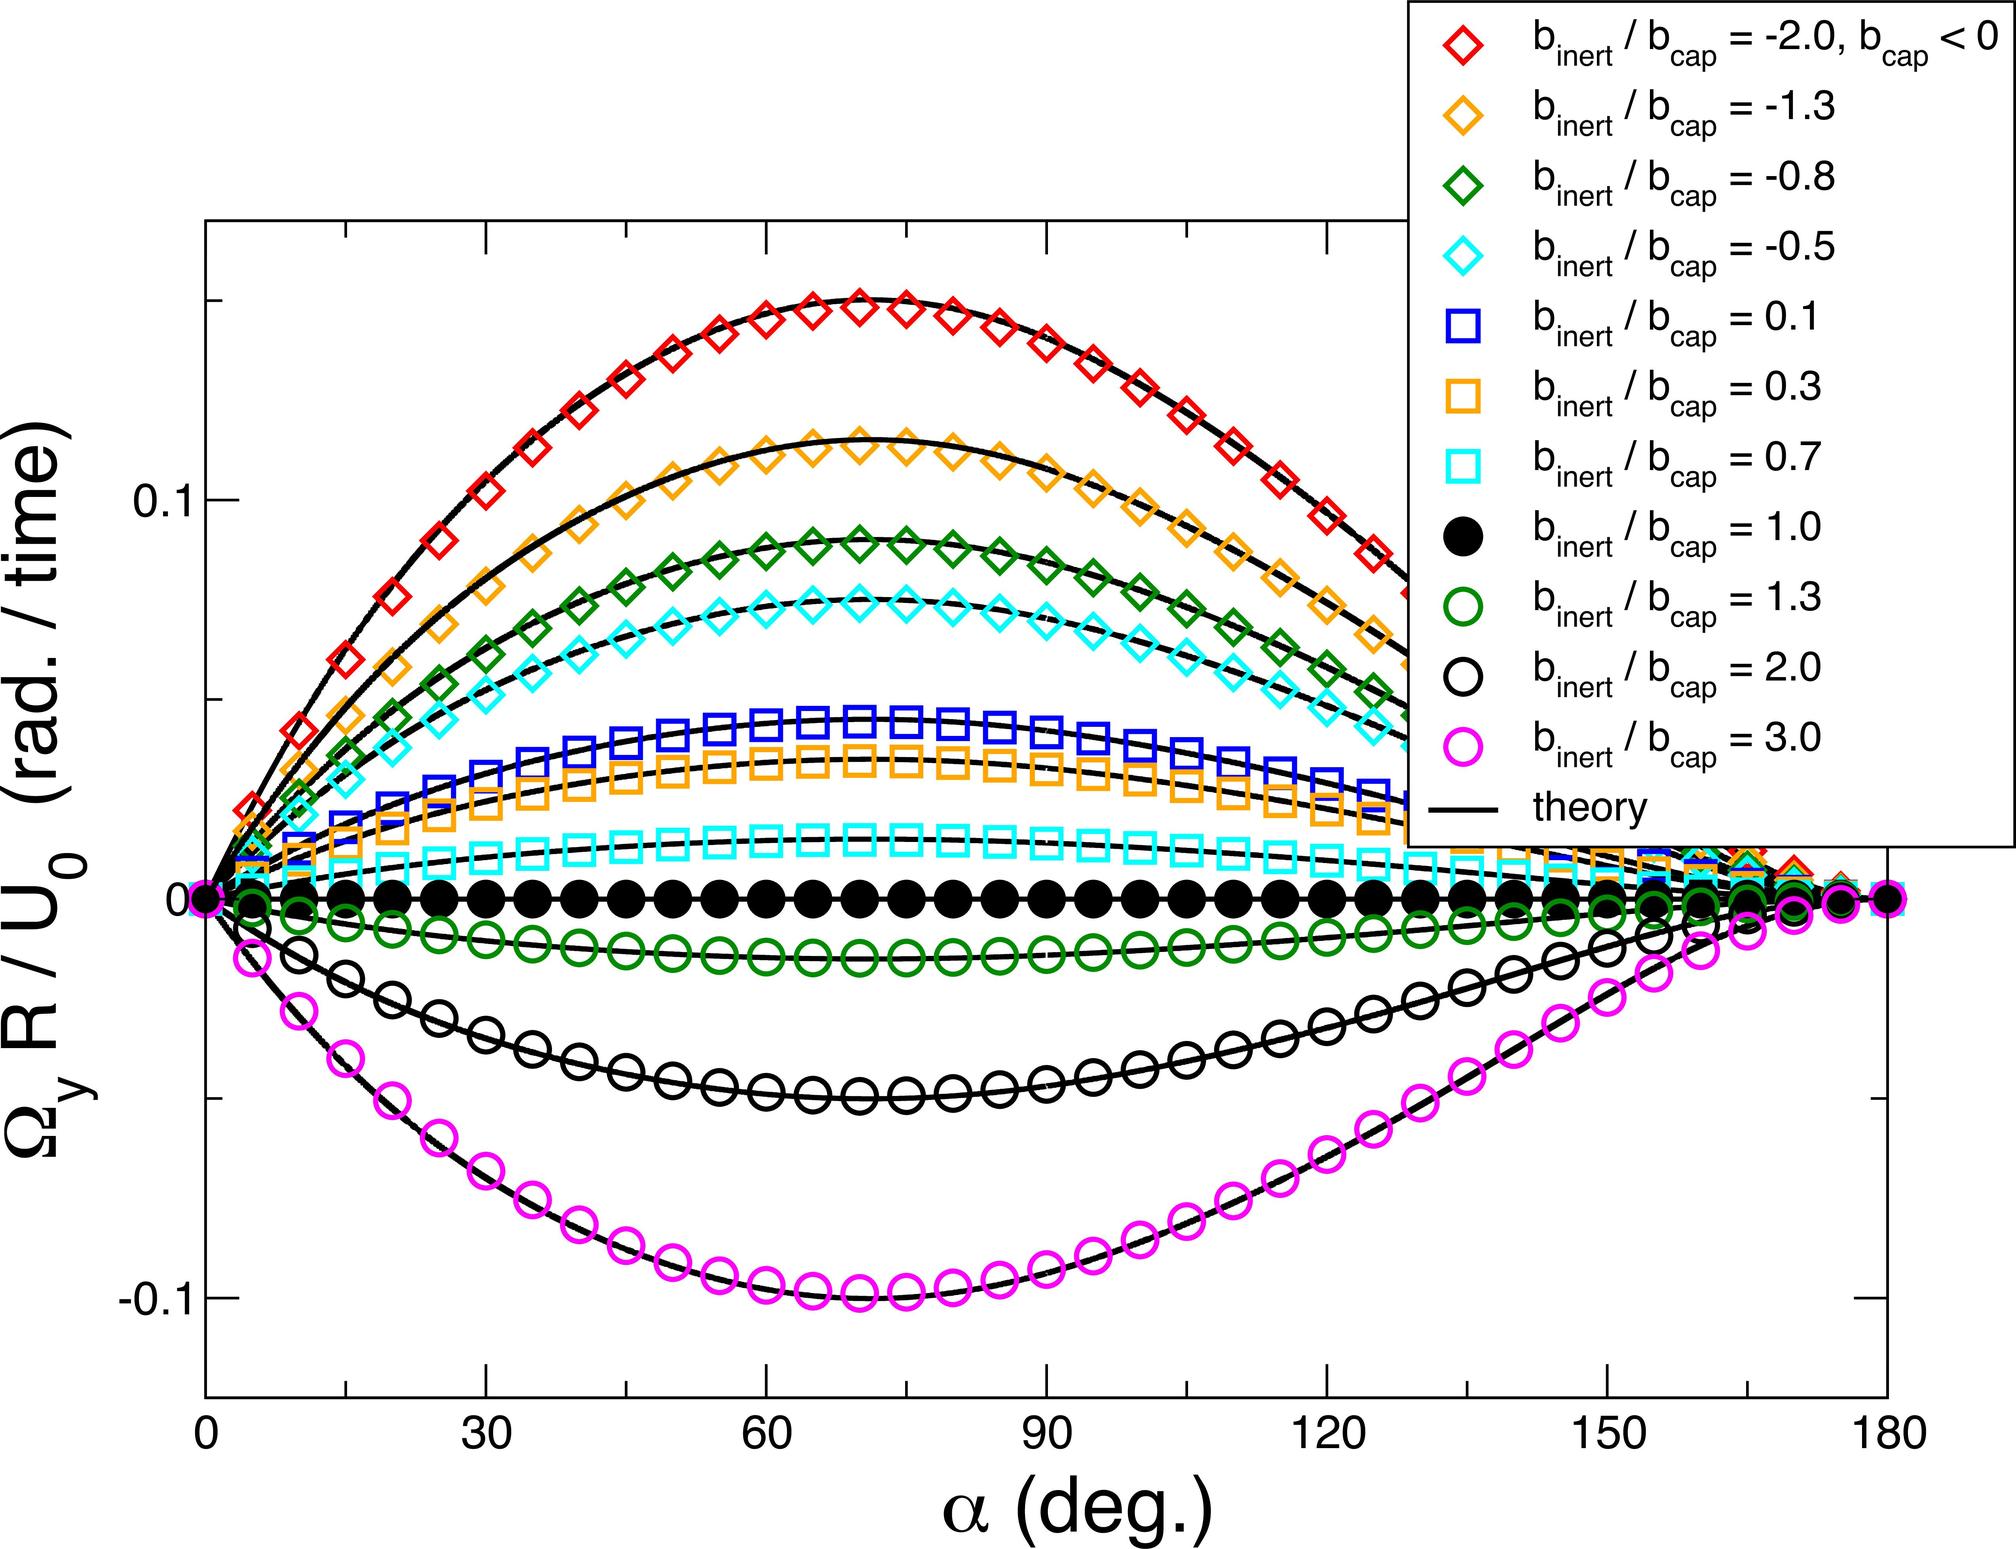 b_inert / b_cap = -2.0, b_cap < 0
b_inert / b_cap = -1.3
b_inert / b_cap = -0.8
b_inert / b_cap = -0.5
b_inert / b_cap = 0.1
b_inert / b_cap = 0.3
b_inert / b_cap = 0.7
b_inert / b_cap = 1.0
b_inert / b_cap = 1.3
b_inert / b_cap = 2.0
b_inert / b_cap = 3.0
theory
Ω_y R / U_0 (rad. / time)
0.1
0
-0.1
0 30 60 90 120 150 180
α (deg.)